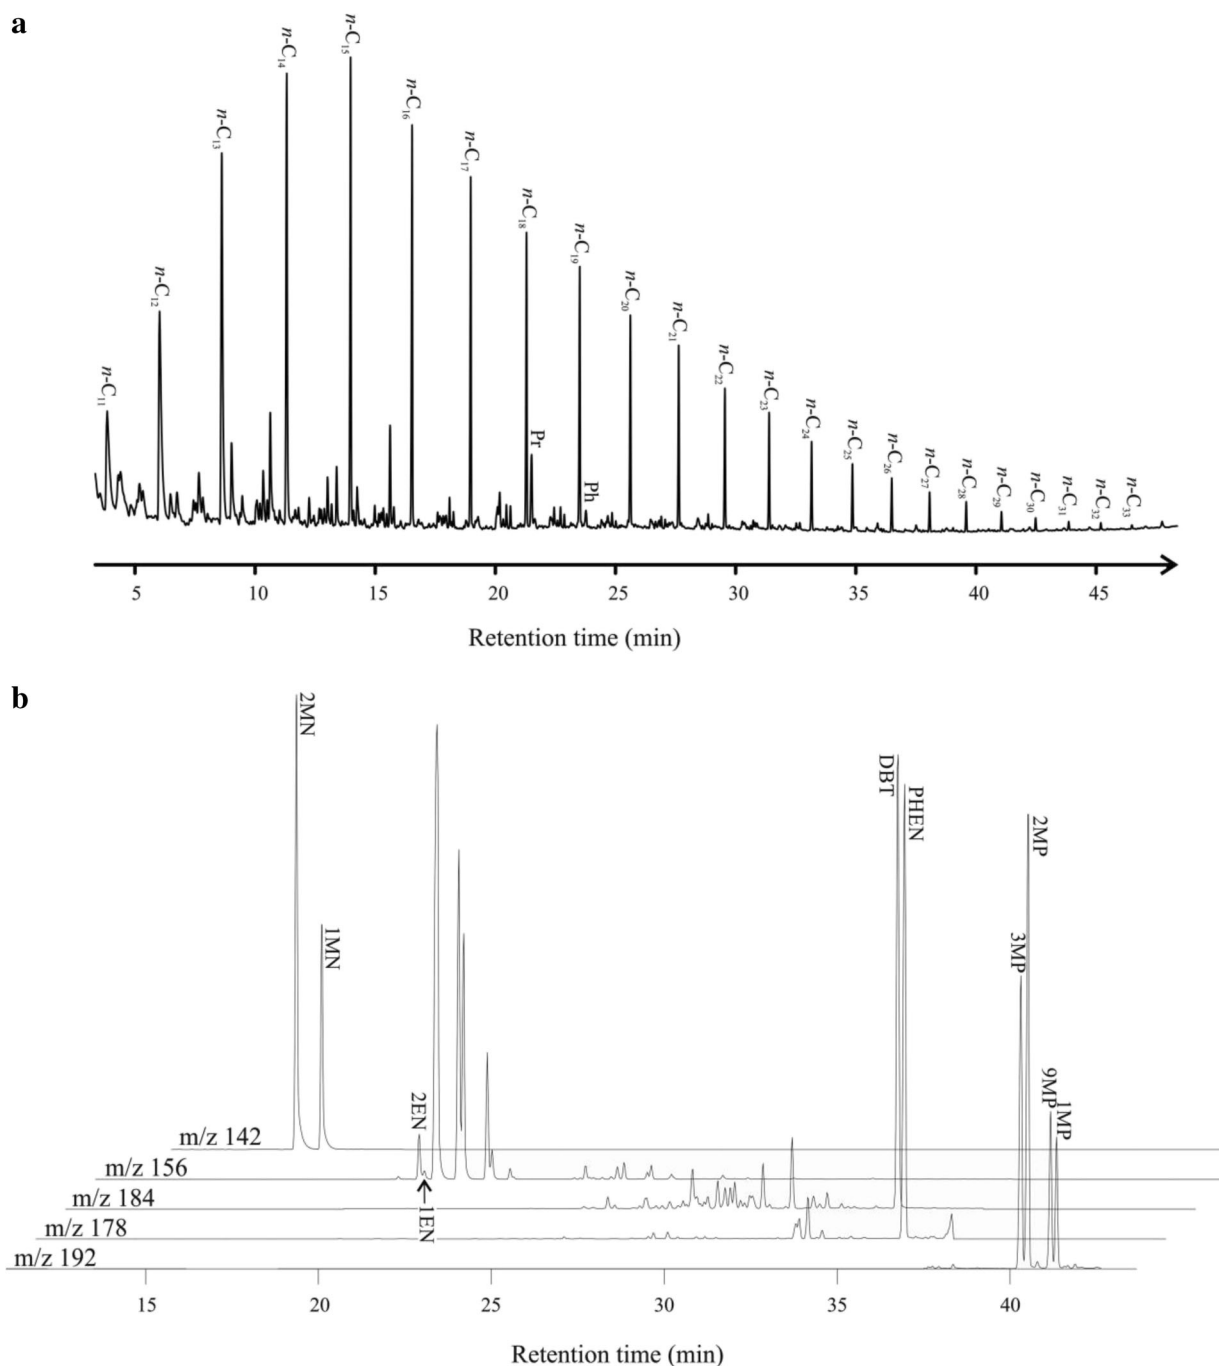 a
n-C₁₁
n-C₁₂
n-C₁₃
n-C₁₄
n-C₁₅
n-C₁₆
n-C₁₇
n-C₁₈
Pr
n-C₁₉
Ph
n-C₂₀
n-C₂₁
n-C₂₂
n-C₂₃
n-C₂₄
n-C₂₅
n-C₂₆
n-C₂₇
n-C₂₈
n-C₂₉
n-C₃₀
n-C₃₁
n-C₃₂
n-C₃₃
5 10 15 20 25 30 35 40 45
Retention time (min)
b
2MN
1MN
2EN
1EN
DBT
PHEN
3MP
2MP
9MP
1MP
m/z 142
m/z 156
m/z 184
m/z 178
m/z 192
15 20 25 30 35 40
Retention time (min)